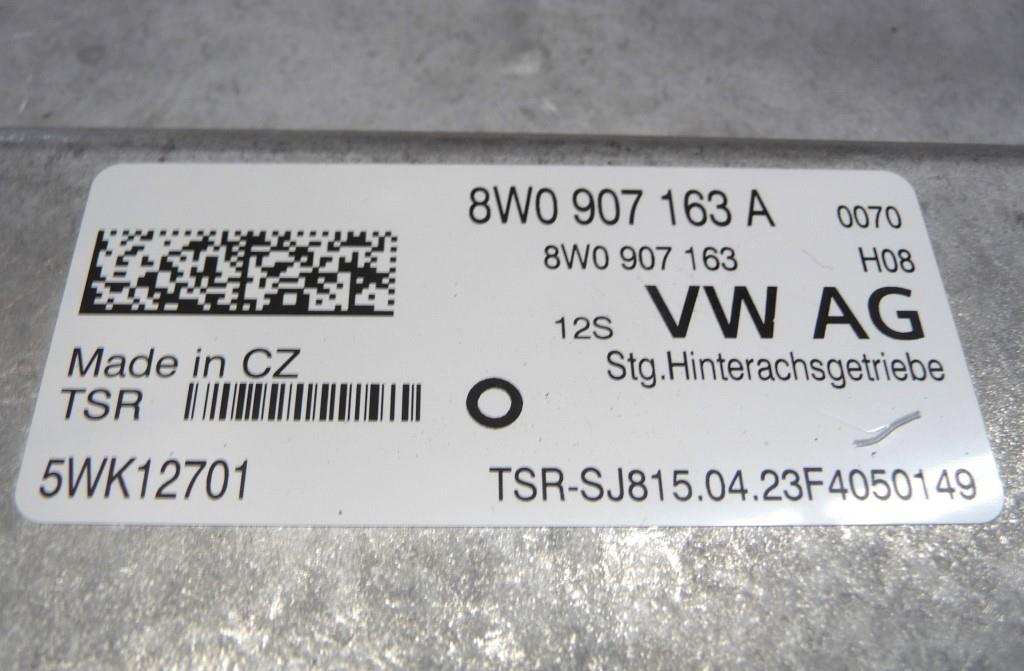 8W0 907 163 A 0070
8W0 907 163 H08
12S VW AG
Stg.Hinterachsgetriebe
Made in CZ
TSR
5WK12701
TSR-SJ815.04.23F4050149